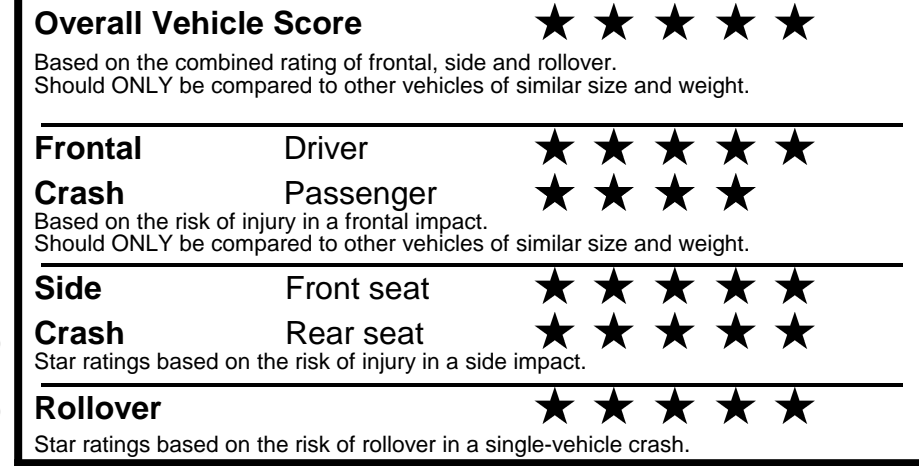 Overall Vehicle Score ★ ★ ★ ★ ★
Based on the combined rating of frontal, side and rollover.
Should ONLY be compared to other vehicles of similar size and weight.
Frontal Driver ★ ★ ★ ★ ★
Crash Passenger ★ ★ ★ ★
Based on the risk of injury in a frontal impact.
Should ONLY be compared to other vehicles of similar size and weight.
Side Front seat ★ ★ ★ ★ ★
Crash Rear seat ★ ★ ★ ★ ★
Star ratings based on the risk of injury in a side impact.
Rollover ★ ★ ★ ★ ★
Star ratings based on the risk of rollover in a single-vehicle crash.